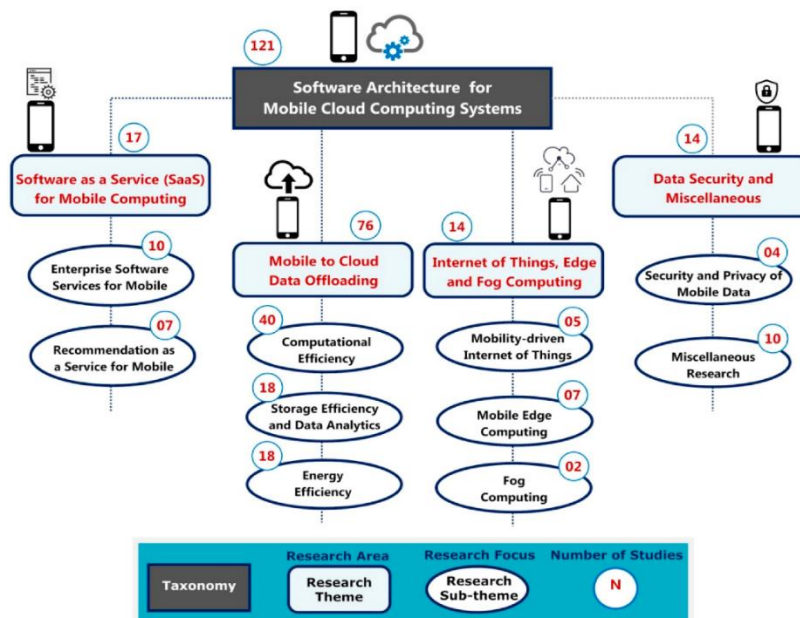 121
Software Architecture for
Mobile Cloud Computing Systems
17
Software as a Service (SaaS)
for Mobile Computing
10
Enterprise Software
Services for Mobile
07
Recommendation as
a Service for Mobile
76
Mobile to Cloud
Data Offloading
40
Computational
Efficiency
18
Storage Efficiency
and Data Analytics
18
Energy
Efficiency
14
Internet of Things, Edge
and Fog Computing
05
Mobility-driven
Internet of Things
07
Mobile Edge
Computing
02
Fog
Computing
14
Data Security and
Miscellaneous
04
Security and Privacy of
Mobile Data
10
Miscellaneous
Research
Taxonomy
Research Area
Research
Theme
Research Focus
Research
Sub-theme
Number of Studies
N